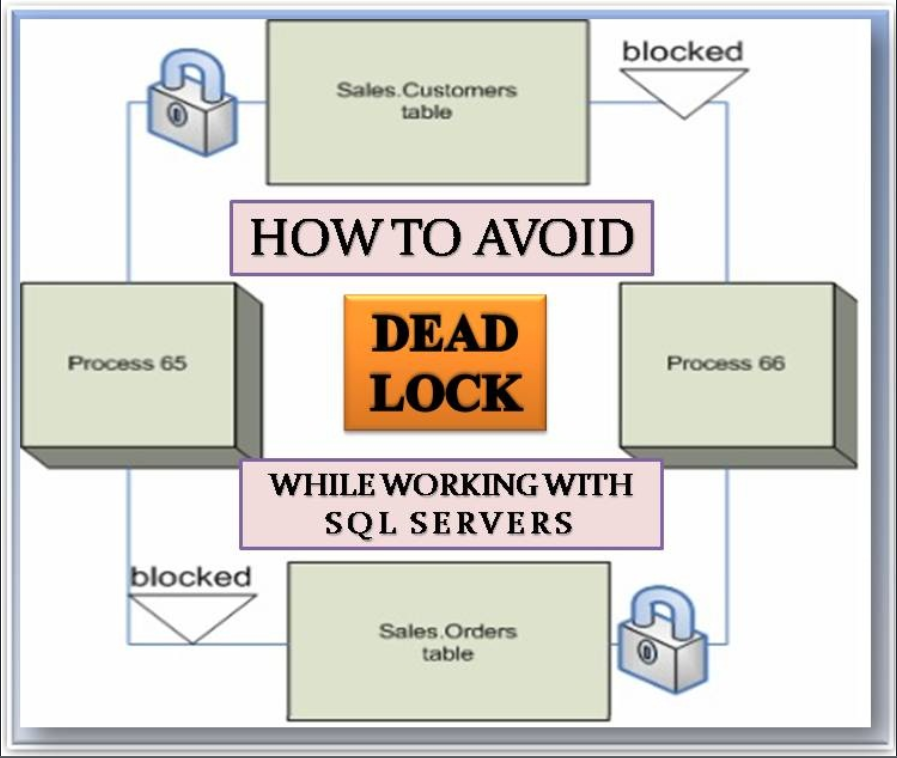 blocked
Sales.Customers
table
HOW TO AVOID
DEAD
LOCK
Process 65
Process 66
WHILE WORKING WITH
SQL SERVERS
blocked
Sales.Orders
table